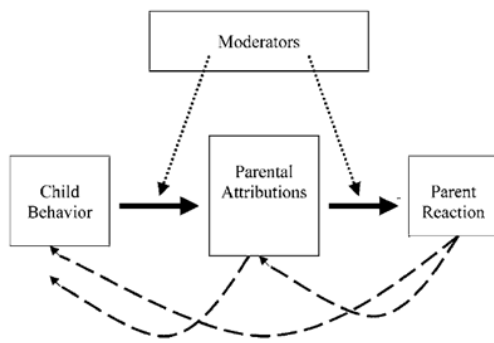 Moderators
Child
Behavior
Parental
Attributions
Parent
Reaction